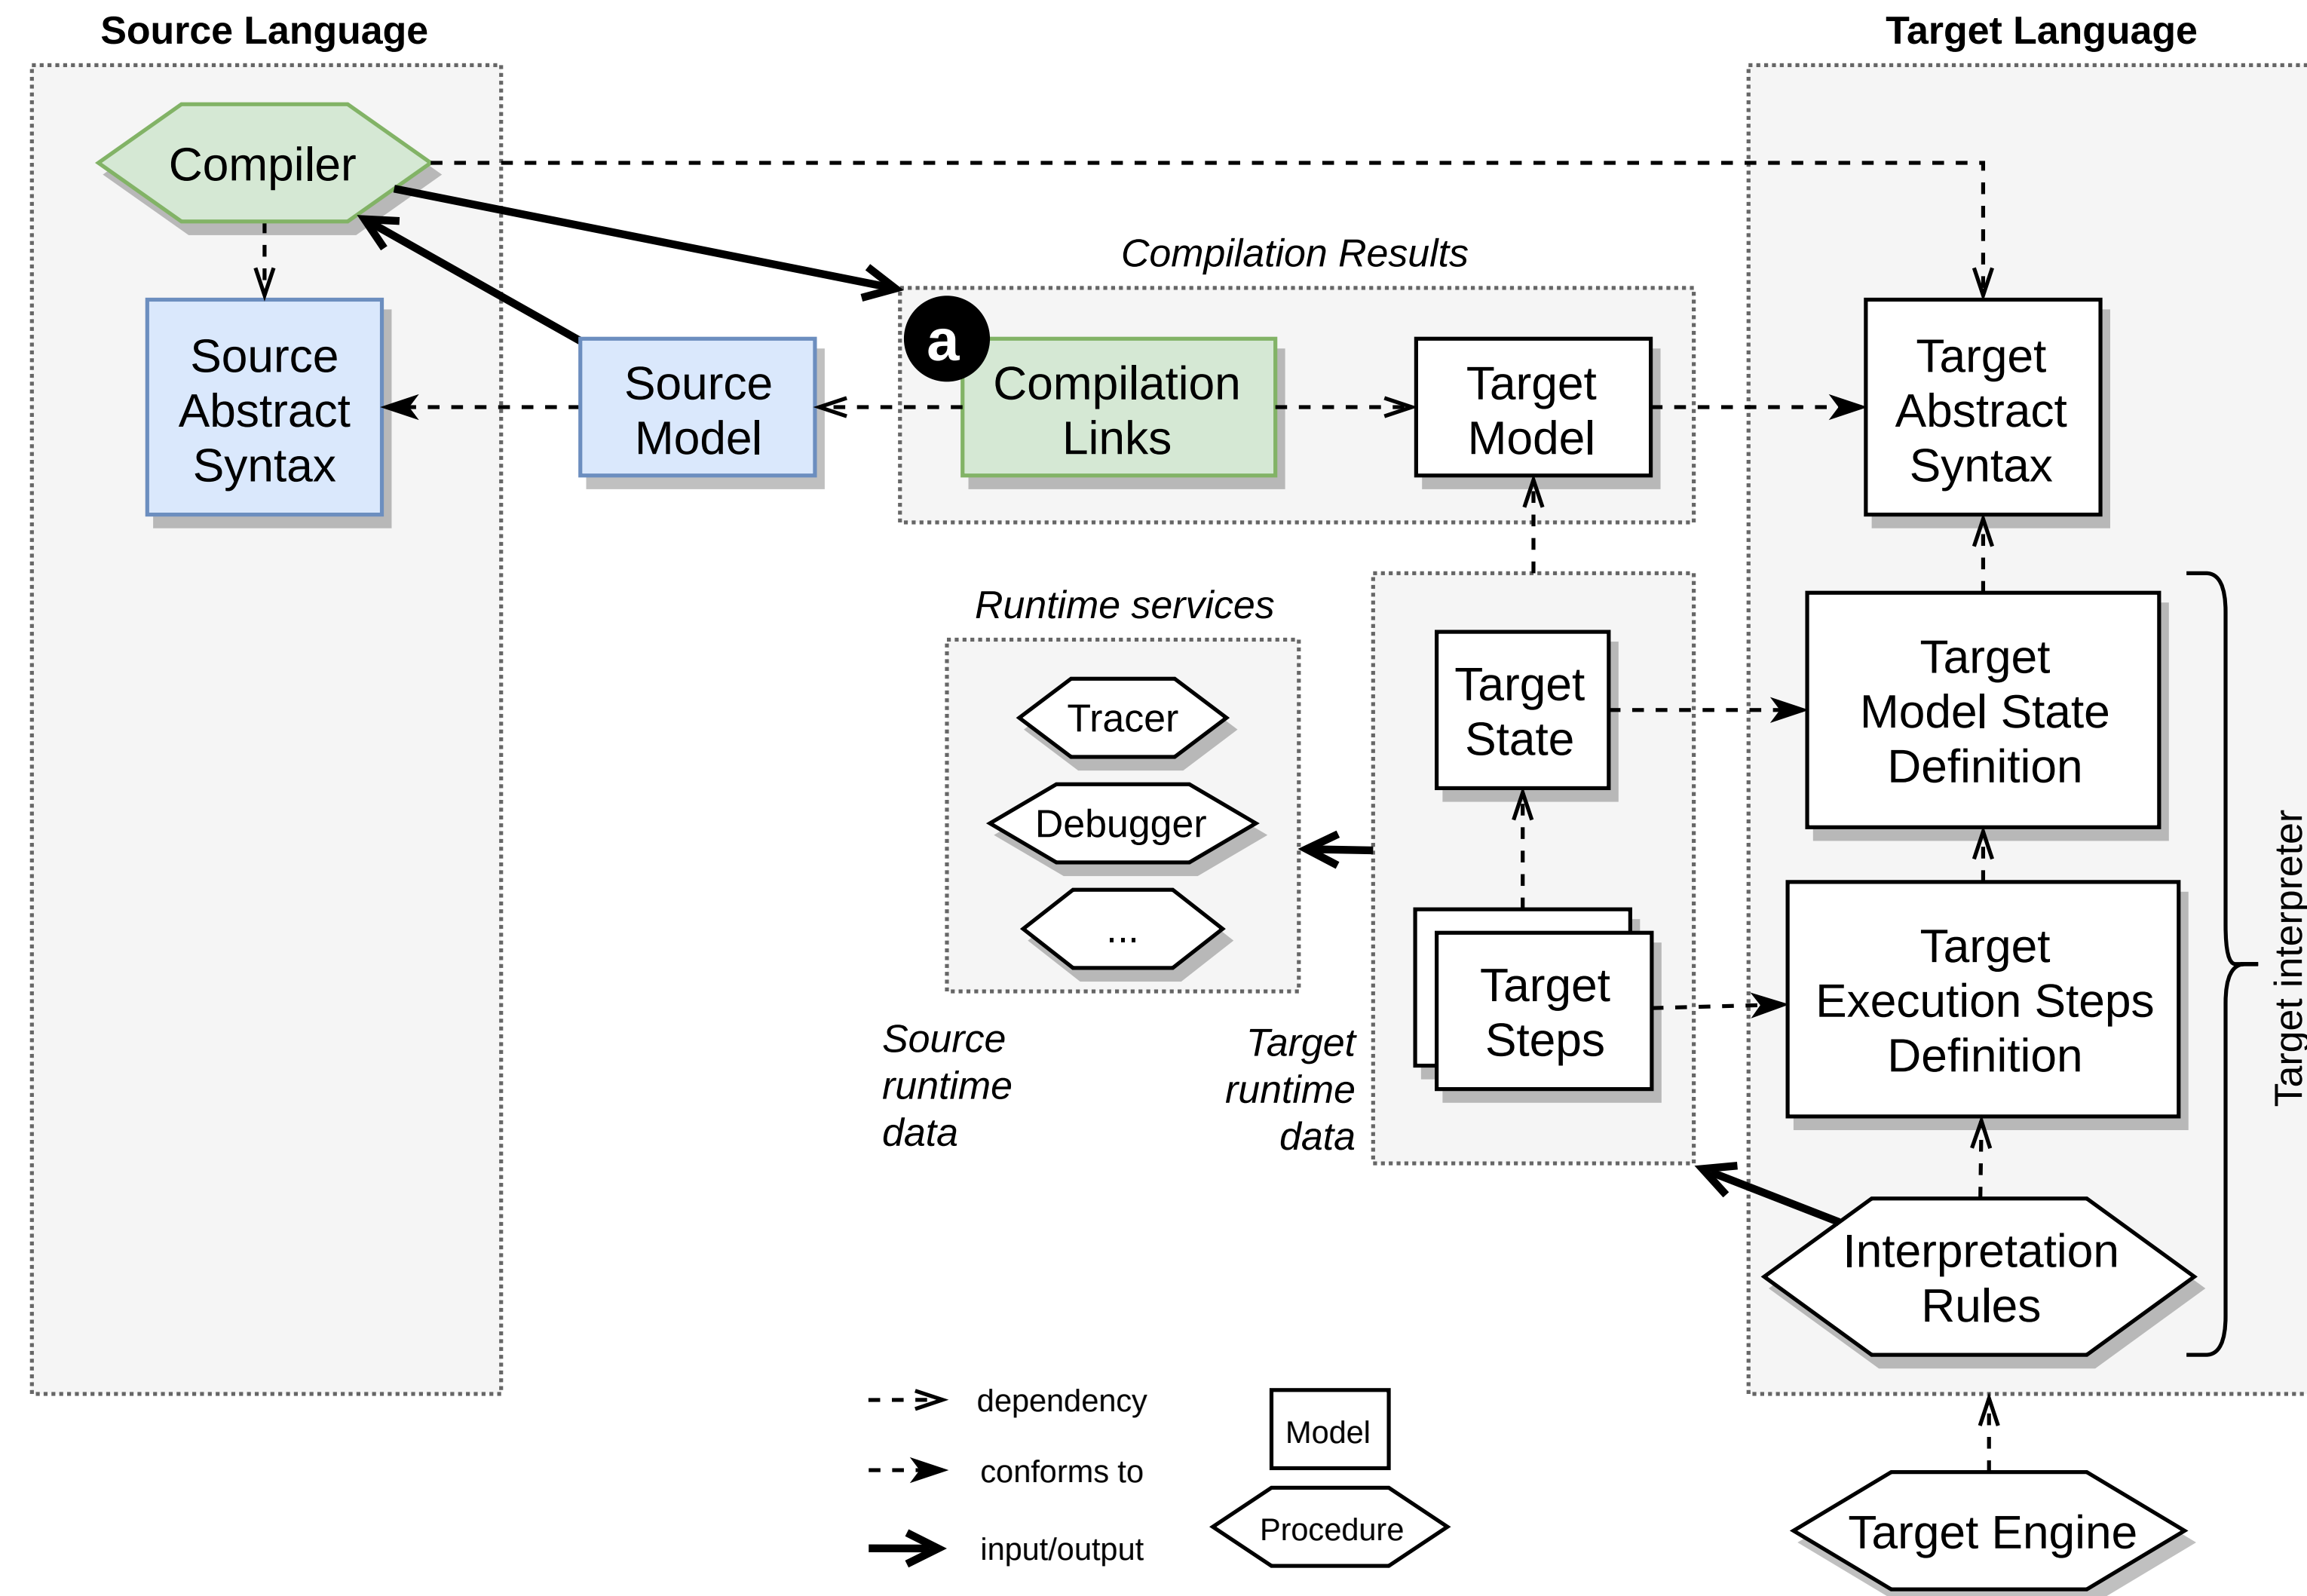 Source Language
Target Language
Compiler
Compilation Results
a
Source
Abstract
Syntax
Source
Model
Compilation
Links
Target
Model
Target
Abstract
Syntax
Runtime services
Tracer
Debugger
...
Target
State
Target
Model State
Definition
Target
Steps
Target
Execution Steps
Definition
Target interpreter
Source
runtime
data
Target
runtime
data
Interpretation
Rules
dependency
conforms to
input/output
Model
Procedure
Target Engine